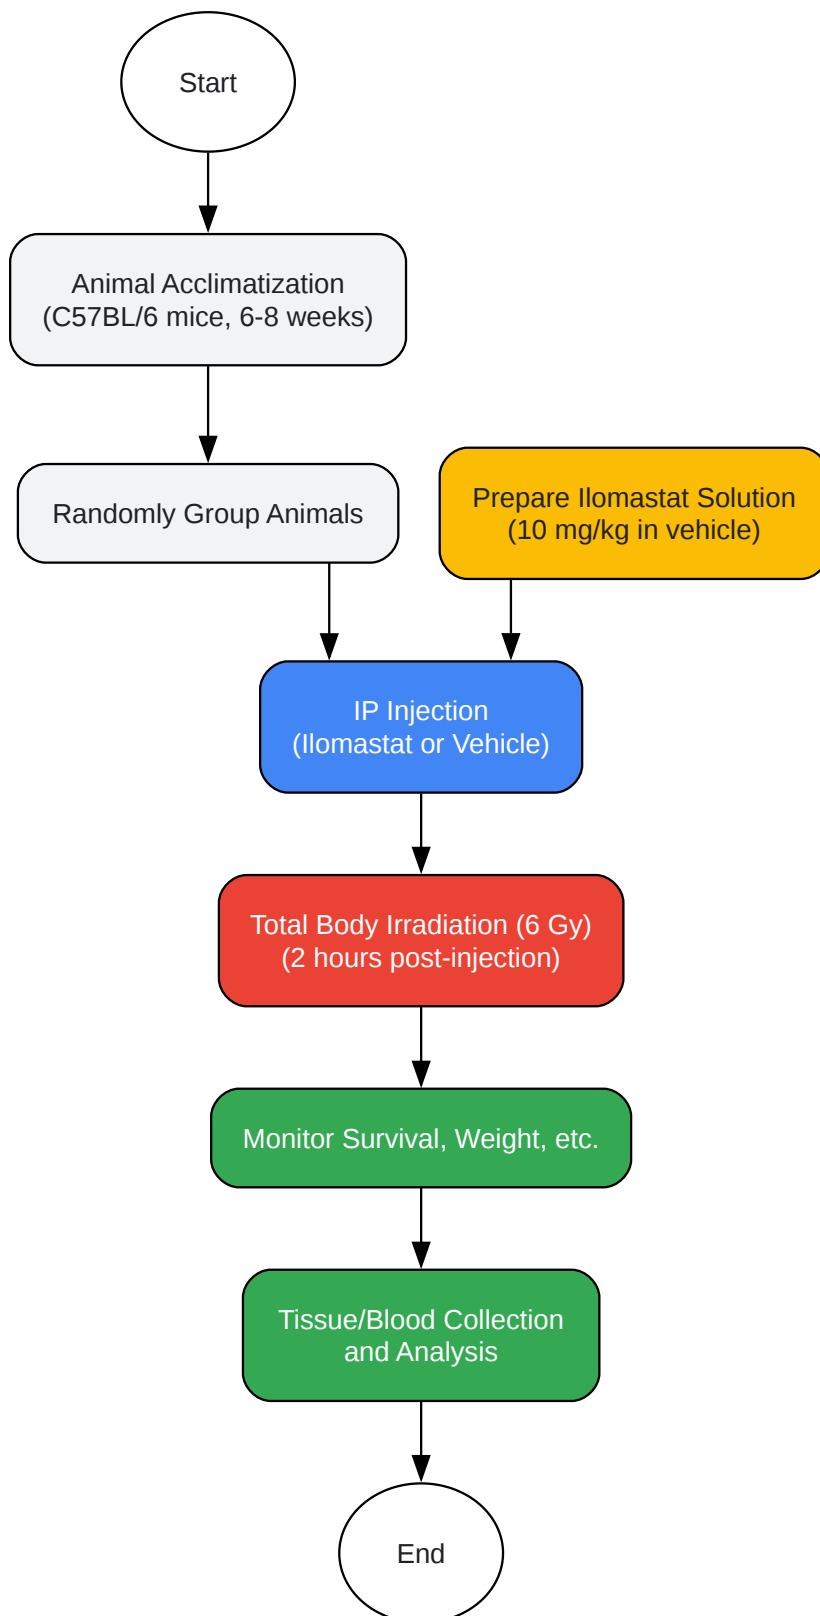 Start
Animal Acclimatization
(C57BL/6 mice, 6-8 weeks)
Randomly Group Animals
Prepare Ilomastat Solution
(10 mg/kg in vehicle)
IP Injection
(Ilomastat or Vehicle)
Total Body Irradiation (6 Gy)
(2 hours post-injection)
Monitor Survival, Weight, etc.
Tissue/Blood Collection
and Analysis
End